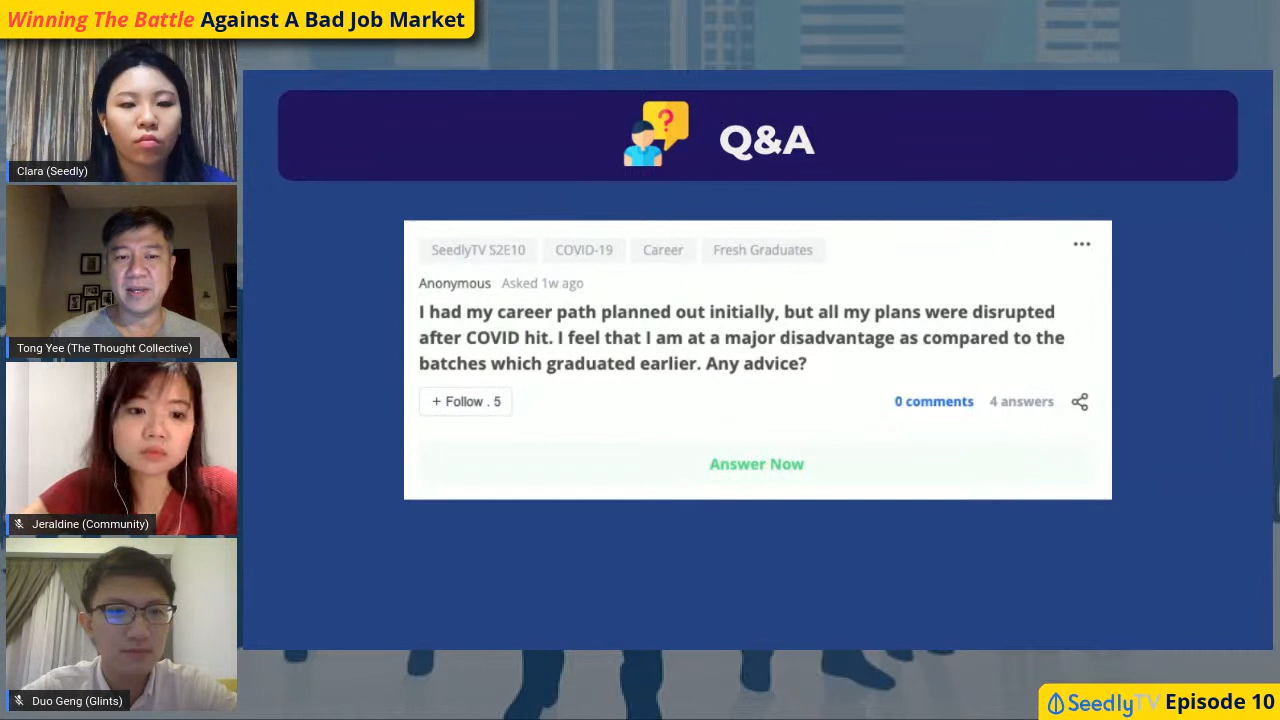 Winning The Battle Against A Bad Job Market
Clara (Seedly)
Tong Yee (The Thought Collective)
Jeraldine (Community)
Duo Geng (Glints)
Q&A
SeedlyTV S2E10 COVID-19 Career Fresh Graduates
Anonymous Asked 1w ago
I had my career path planned out initially, but all my plans were disrupted
after COVID hit. I feel that I am at a major disadvantage as compared to the
batches which graduated earlier. Any advice?
+ Follow . 5
0 comments 4 answers
Answer Now
SeedlyTV Episode 10